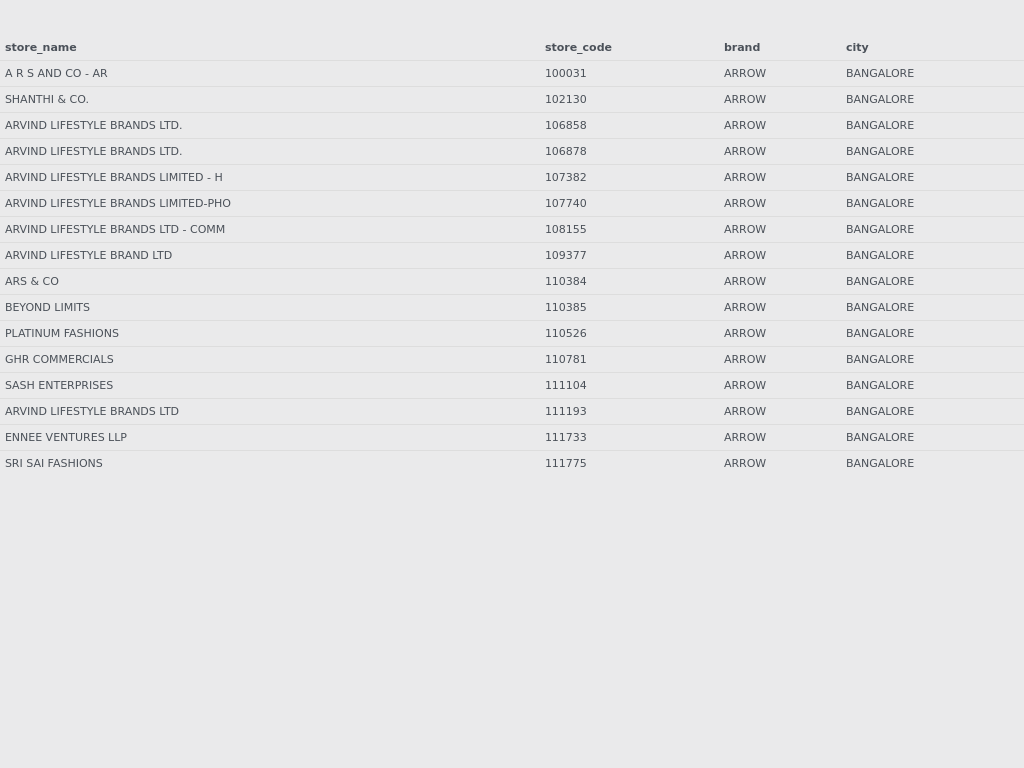 store_name store_code brand city
A R S AND CO - AR 100031 ARROW BANGALORE
SHANTHI & CO. 102130 ARROW BANGALORE
ARVIND LIFESTYLE BRANDS LTD. 106858 ARROW BANGALORE
ARVIND LIFESTYLE BRANDS LTD. 106878 ARROW BANGALORE
ARVIND LIFESTYLE BRANDS LIMITED - H 107382 ARROW BANGALORE
ARVIND LIFESTYLE BRANDS LIMITED-PHO 107740 ARROW BANGALORE
ARVIND LIFESTYLE BRANDS LTD - COMM 108155 ARROW BANGALORE
ARVIND LIFESTYLE BRAND LTD 109377 ARROW BANGALORE
ARS & CO 110384 ARROW BANGALORE
BEYOND LIMITS 110385 ARROW BANGALORE
PLATINUM FASHIONS 110526 ARROW BANGALORE
GHR COMMERCIALS 110781 ARROW BANGALORE
SASH ENTERPRISES 111104 ARROW BANGALORE
ARVIND LIFESTYLE BRANDS LTD 111193 ARROW BANGALORE
ENNEE VENTURES LLP 111733 ARROW BANGALORE
SRI SAI FASHIONS 111775 ARROW BANGALORE